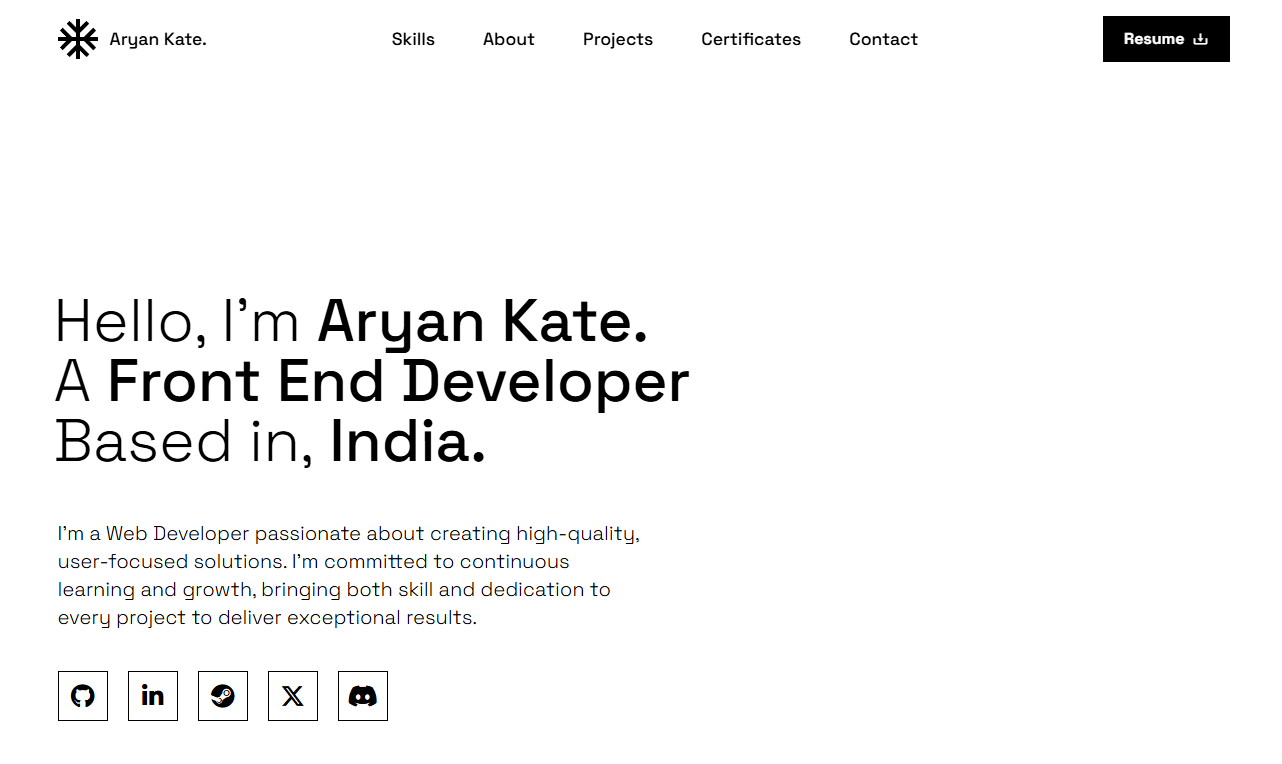 Aryan Kate.
Skills
About
Projects
Certificates
Contact
Resume
Hello, I'm Aryan Kate.
A Front End Developer
Based in, India.
I'm a Web Developer passionate about creating high-quality,
user-focused solutions. I'm committed to continuous
learning and growth, bringing both skill and dedication to
every project to deliver exceptional results.